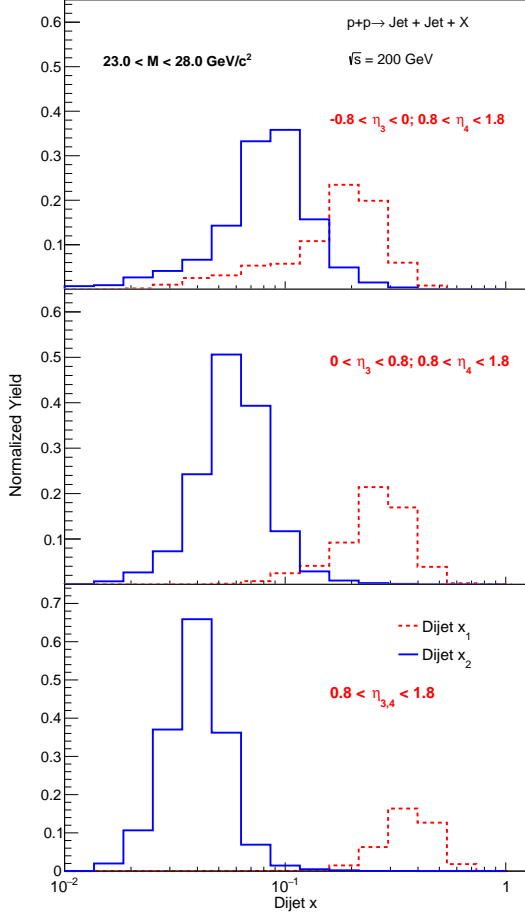 0.6
p+p→ Jet + Jet + X
23.0 < M < 28.0 GeV/c²
√s = 200 GeV
0.5
0.4
-0.8 < η₃ < 0; 0.8 < η₄ < 1.8
0.3
0.2
0.1
0.5
0 < η₃ < 0.8; 0.8 < η₄ < 1.8
0.4
Normalized Yield
0.3
0.2
0.1
0.7
Dijet x₁
0.6
Dijet x₂
0.5
0.8 < η₃,₄ < 1.8
0.4
0.3
0.2
0.1
0
10⁻² 10⁻¹ 1
Dijet x